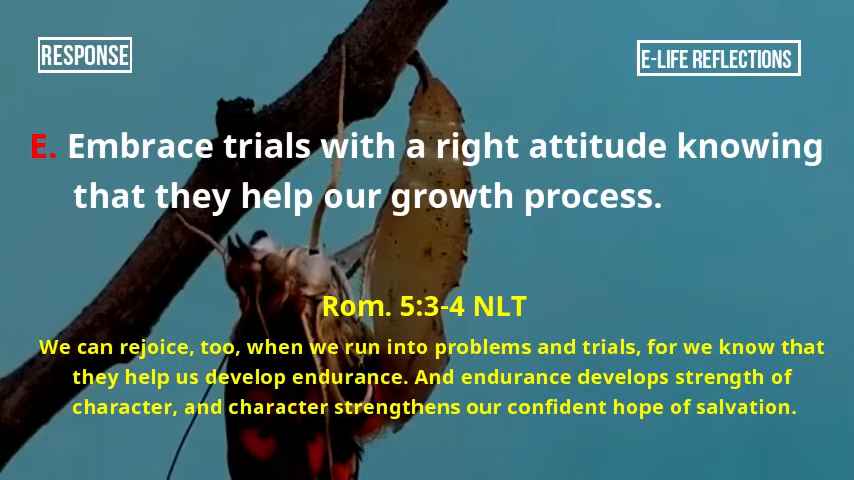 RESPONSE
E-LIFE REFLECTIONS
E. Embrace trials with a right attitude knowing
that they help our growth process.
Rom. 5:3-4 NLT
We can rejoice, too, when we run into problems and trials, for we know that
they help us develop endurance. And endurance develops strength of
character, and character strengthens our confident hope of salvation.